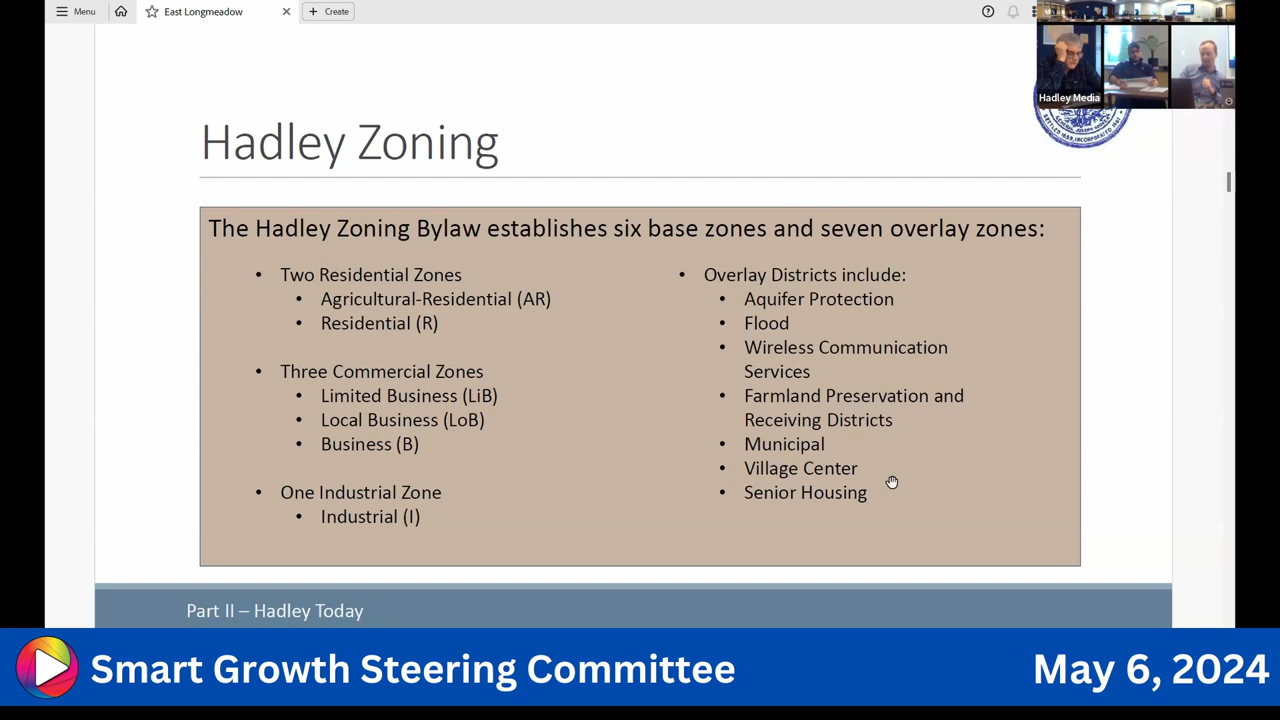 Menu
East Longmeadow
+ Create
Hadley Media
SETTLED 1659, INCORPORATED
Hadley Zoning
The Hadley Zoning Bylaw establishes six base zones and seven overlay zones:
• Two Residential Zones
• Agricultural-Residential (AR)
• Residential (R)
• Three Commercial Zones
• Limited Business (LiB)
• Local Business (LoB)
• Business (B)
• One Industrial Zone
• Industrial (I)
• Overlay Districts include:
• Aquifer Protection
• Flood
• Wireless Communication
Services
• Farmland Preservation and
Receiving Districts
• Municipal
• Village Center
• Senior Housing
Part II – Hadley Today
Smart Growth Steering Committee
May 6, 2024